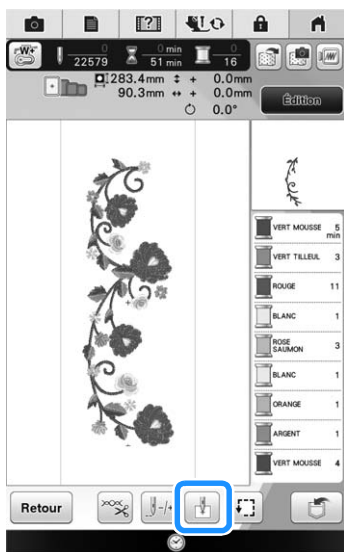 0
22579
0 min
51 min
0
16
283.4mm + 0.0mm
90.3mm + 0.0mm
0.0°
Édition
VERT MOUSSE 5 min
VERT TILLEUL 3
ROUGE 11
BLANC 1
ROSE SAUMON 3
BLANC 1
ORANGE 1
ARGENT 1
VERT MOUSSE 4
Retour
-/+